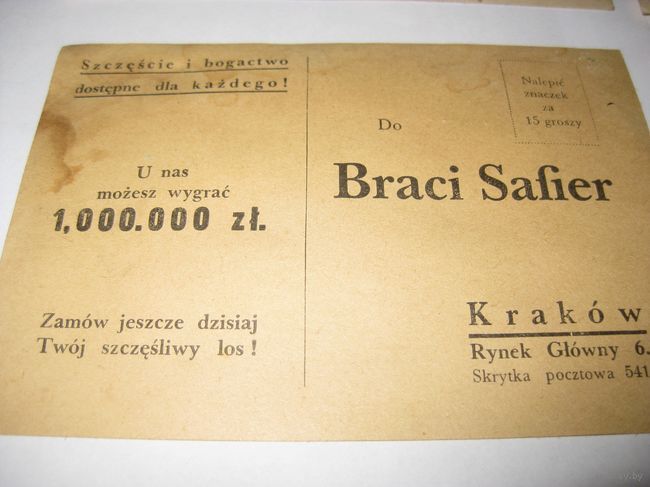 Szczęście i bogactwo
dostępne dla każdego!
U nas
możesz wygrać
1,000.000 zł.
Zamów jeszcze dzisiaj
Twój szczęśliwy los!
Nalepić
znaczek
za
15 groszy
Do
Braci Safier
Kraków
Rynek Główny 6.
Skrytka pocztowa 541